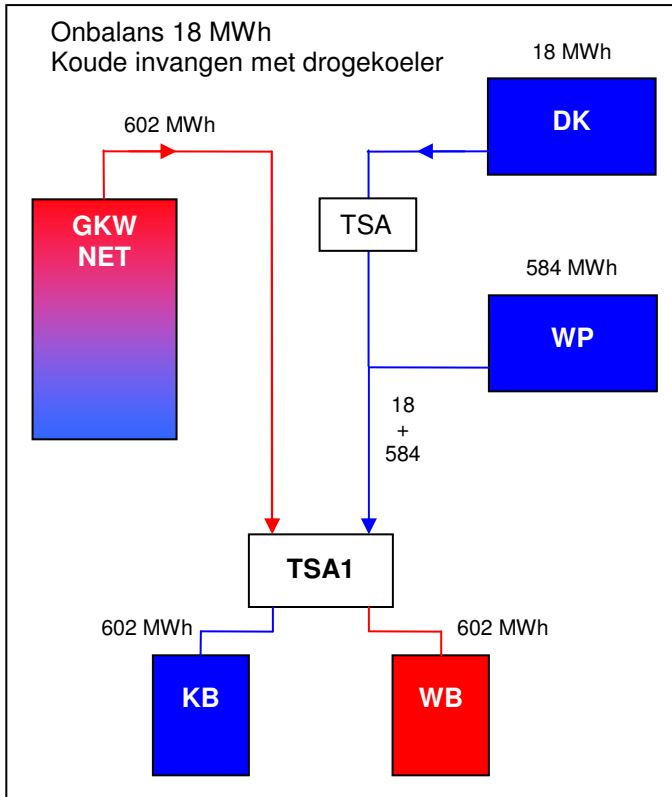 Onbalans 18 MWh
Koude invangen met drogekoeler
18 MWh
DK
602 MWh
GKW
NET
TSA
584 MWh
WP
18
+
584
TSA1
602 MWh
602 MWh
KB
WB